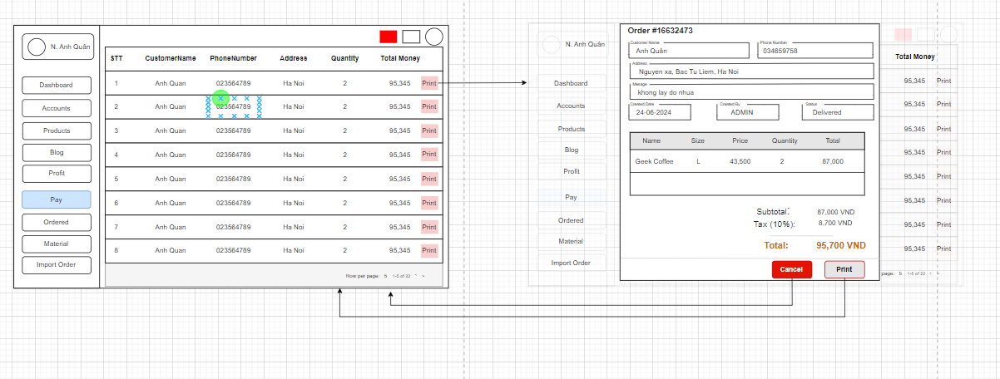 N. Anh Quân
Dashboard
Accounts
Products
Blog
Profit
Pay
Ordered
Material
Import Order
STT CustomerName PhoneNumber Address Quantity Total Money
1 Anh Quan 023564789 Ha Noi 2 95,345 Print
2 Anh Quan 023564789 Ha Noi 2 95,345 Print
3 Anh Quan 023564789 Ha Noi 2 95,345 Print
4 Anh Quan 023564789 Ha Noi 2 95,345 Print
5 Anh Quan 023564789 Ha Noi 2 95,345 Print
6 Anh Quan 023564789 Ha Noi 2 95,345 Print
7 Anh Quan 023564789 Ha Noi 2 95,345 Print
8 Anh Quan 023564789 Ha Noi 2 95,345 Print
Row per page: 5 1-5 of 22 < >
N. Anh Quân
Dashboard
Accounts
Products
Blog
Profit
Pay
Ordered
Material
Import Order
Order #16632473
Customer Name
Anh Quân
Phone Number
034659758
Address
Nguyen xa, Bac Tu Liem, Ha Noi
Mesage
khong lay do nhua
Created Date
24-06-2024
Created By
ADMIN
Status
Delivered
Name Size Price Quantity Total
Geek Coffee L 43,500 2 87,000
Subtotal: 87,000 VND
Tax (10%): 8,700 VND
Total: 95,700 VND
Cancel Print
Total Money
95,345 Print
95,345 Print
95,345 Print
95,345 Print
95,345 Print
95,345 Print
95,345 Print
95,345 Print
page: 5 1-5 of 22 < >